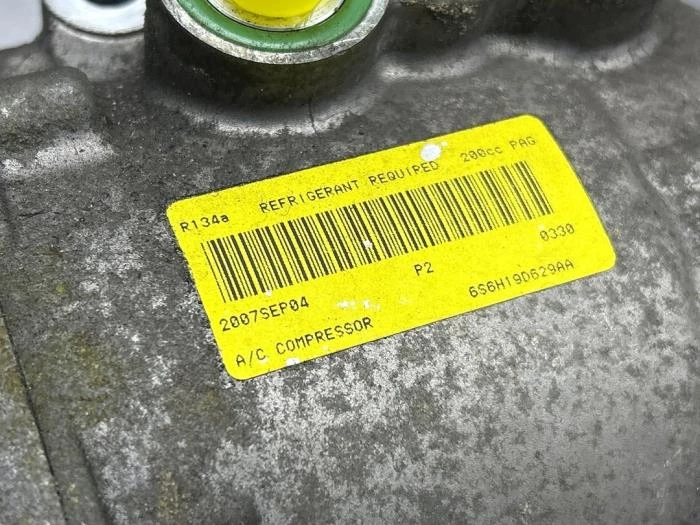 R134a REFRIGERANT REQUIRED 200cc PAG
2007SEP04 P2 0330
A/C COMPRESSOR 6S6H19D629AA